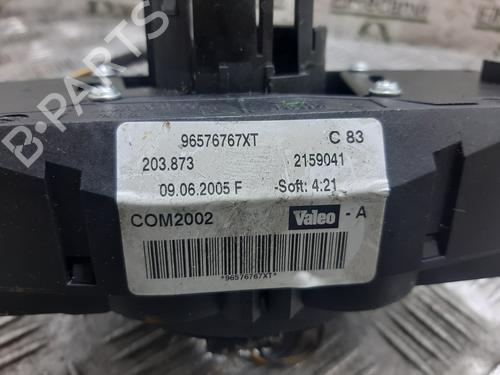 96576767XT C 83
203.873 2159041
09.06.2005 F -Soft: 4:21
COM2002 Valeo - A
*96576767XT*
B-PARTS